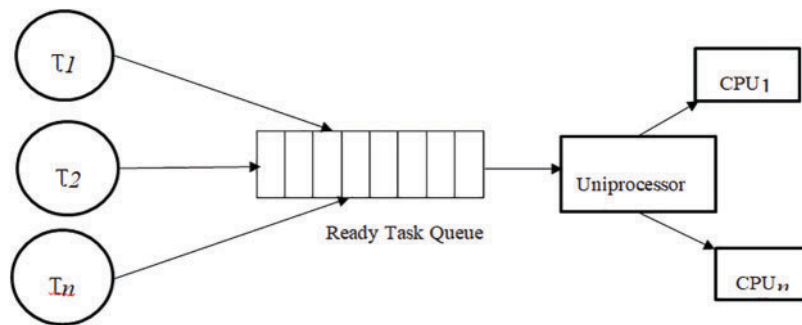 τ1
τ2
τn
Ready Task Queue
Uniprocessor
CPU1
CPUn